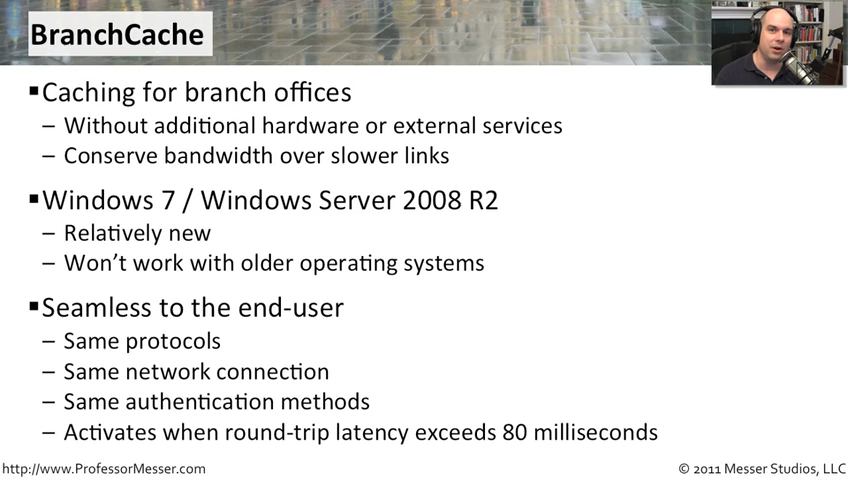 BranchCache
▪Caching for branch offices
– Without additional hardware or external services
– Conserve bandwidth over slower links
▪Windows 7 / Windows Server 2008 R2
– Relatively new
– Won't work with older operating systems
▪Seamless to the end-user
– Same protocols
– Same network connection
– Same authentication methods
– Activates when round-trip latency exceeds 80 milliseconds
http://www.ProfessorMesser.com
© 2011 Messer Studios, LLC